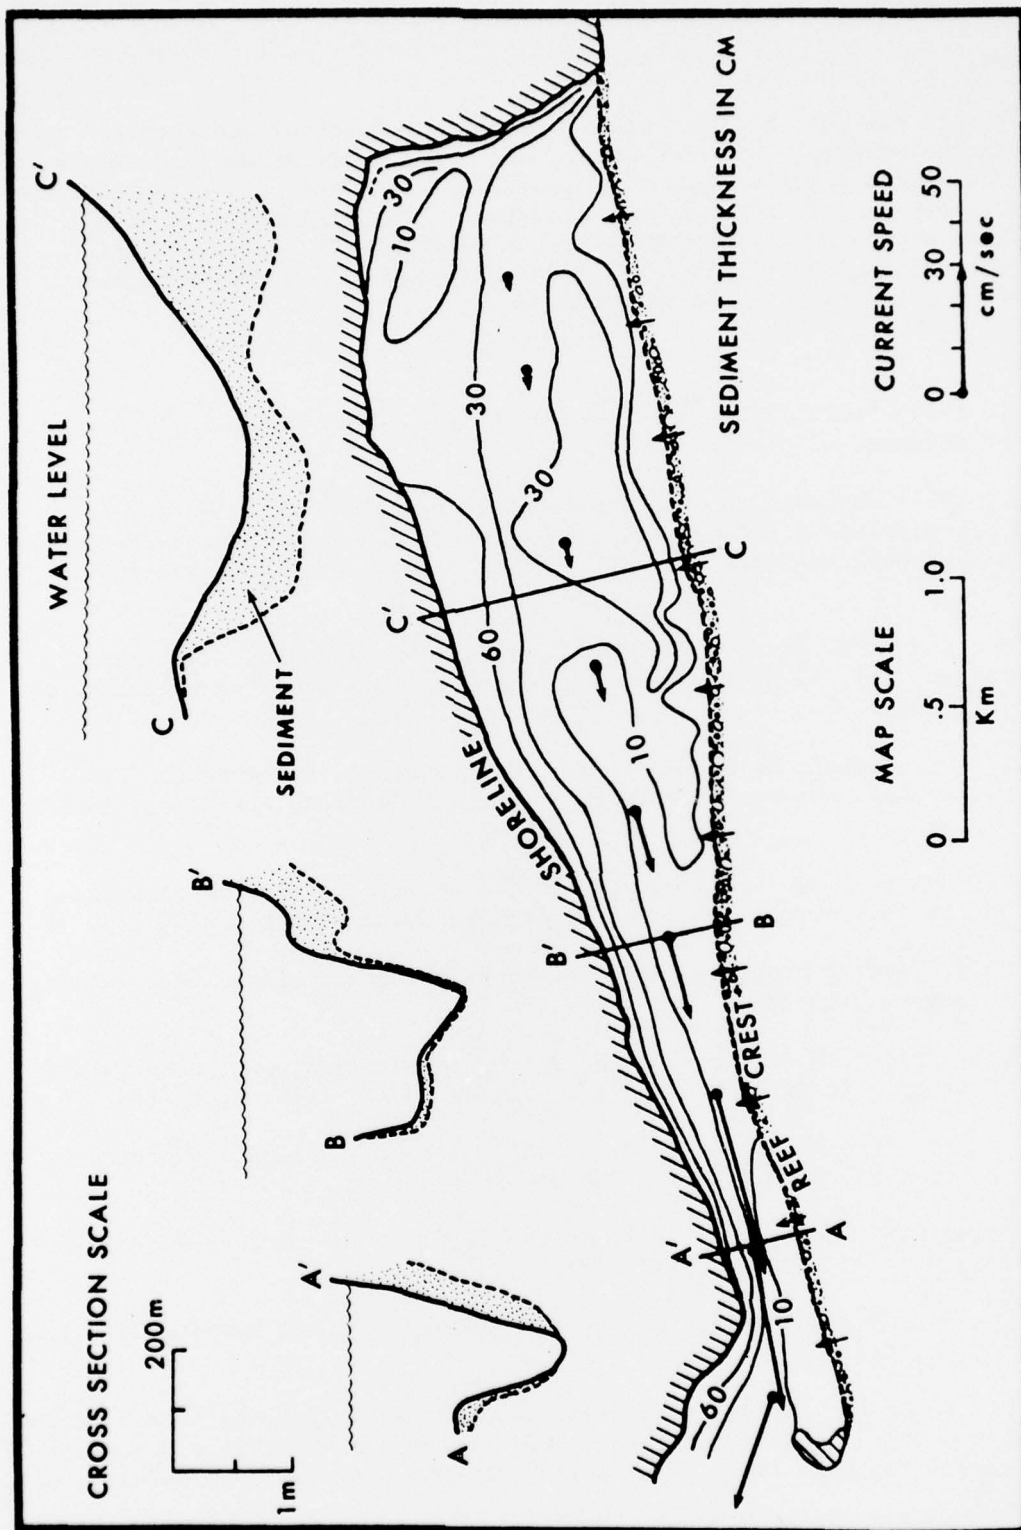 CROSS SECTION SCALE
200m
1m
WATER LEVEL
A
A'
B
B'
C
C'
SEDIMENT
SHORELINE
60
10
A'
A
REEF CREST
B'
B
10
60
C'
C
30
30
10
30
SEDIMENT THICKNESS IN CM
MAP SCALE
0 .5 1.0
Km
CURRENT SPEED
0 30 50
cm/sec